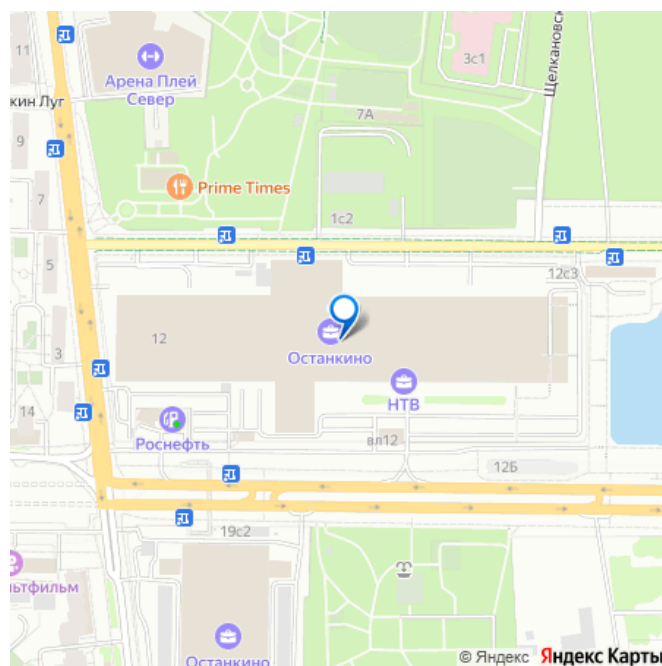 11
3с1
Щелкановск
Арена Плей
Север
кин Луг
7А
9
Prime Times
7
1с2
5
12с3
12
Останкино
3
НТВ
14
Роснефть
вл12
12Б
19с2
льтфильм
Останкино
© Яндекс Яндекс Карты